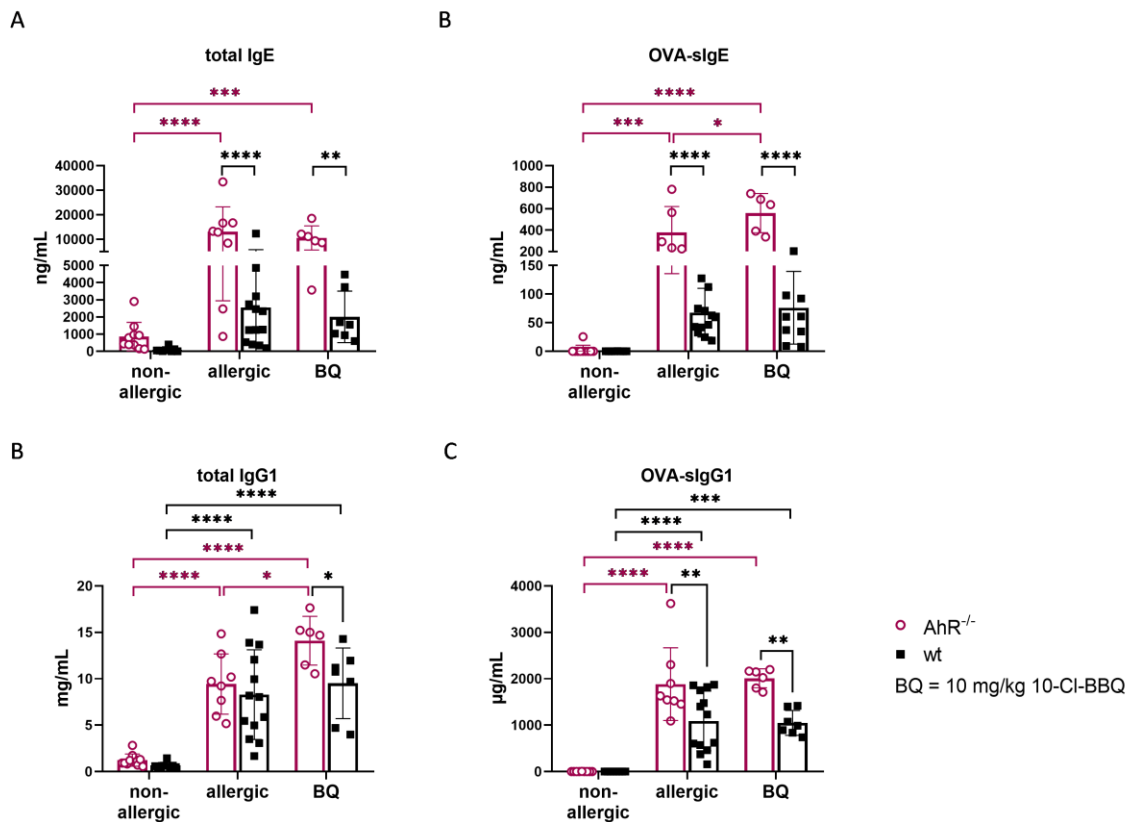 A
total IgE
***
****
****
**
ng/mL
40000
30000
20000
10000
5000
4000
3000
2000
1000
0
non-
allergic
allergic
BQ
B
OVA-sIgE
****
***
*
****
****
ng/mL
1000
800
600
400
200
150
100
50
0
non-
allergic
allergic
BQ
B
total IgG1
****
****
****
****
*
*
mg/mL
20
15
10
5
0
non-
allergic
allergic
BQ
C
OVA-sIgG1
***
****
****
****
**
**
µg/mL
4000
3000
2000
1000
0
non-
allergic
allergic
BQ
AhR-/-
wt
BQ = 10 mg/kg 10-Cl-BBQ